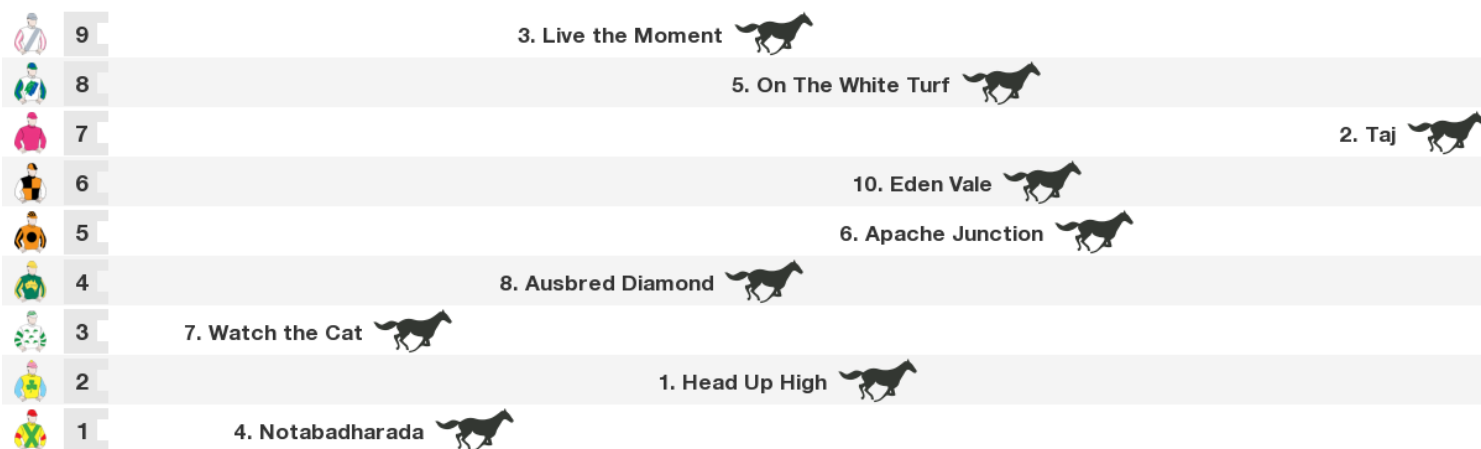 9 3. Live the Moment
8 5. On The White Turf
7 2. Taj
6 10. Eden Vale
5 6. Apache Junction
4 8. Ausbred Diamond
3 7. Watch the Cat
2 1. Head Up High
1 4. Notabadharada